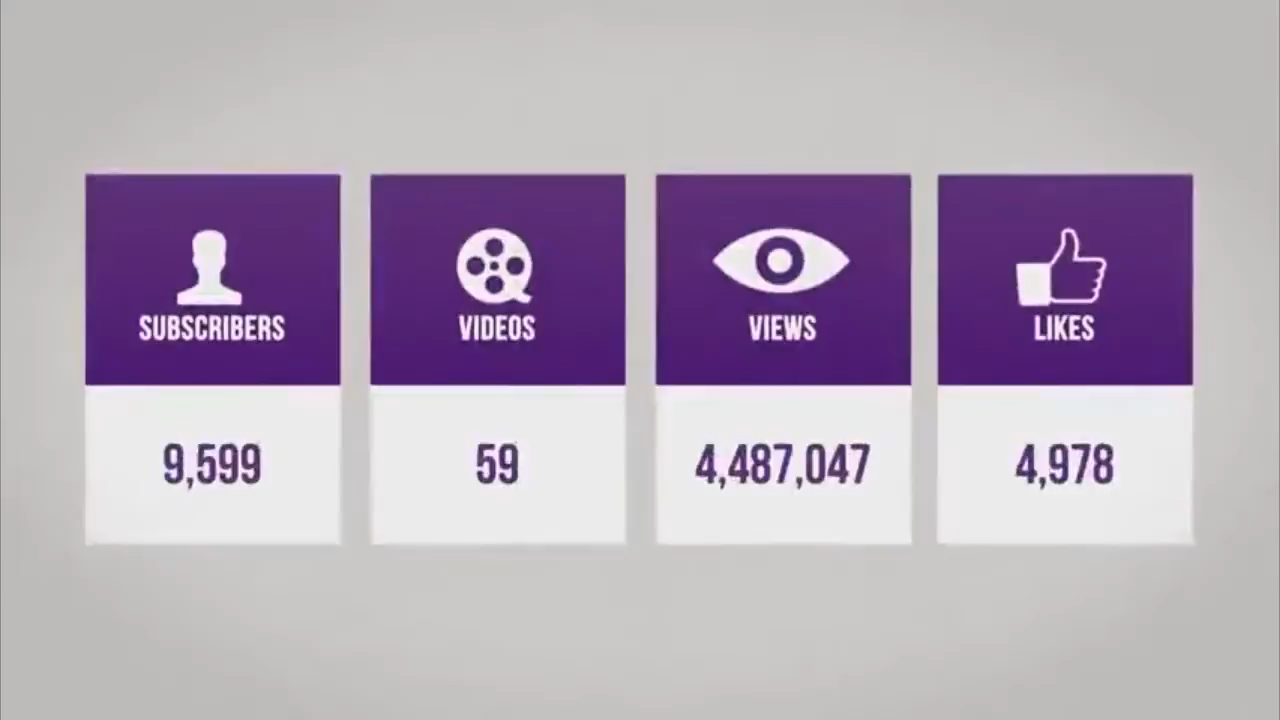 SUBSCRIBERS
VIDEOS
VIEWS
LIKES
9,599
59
4,487,047
4,978